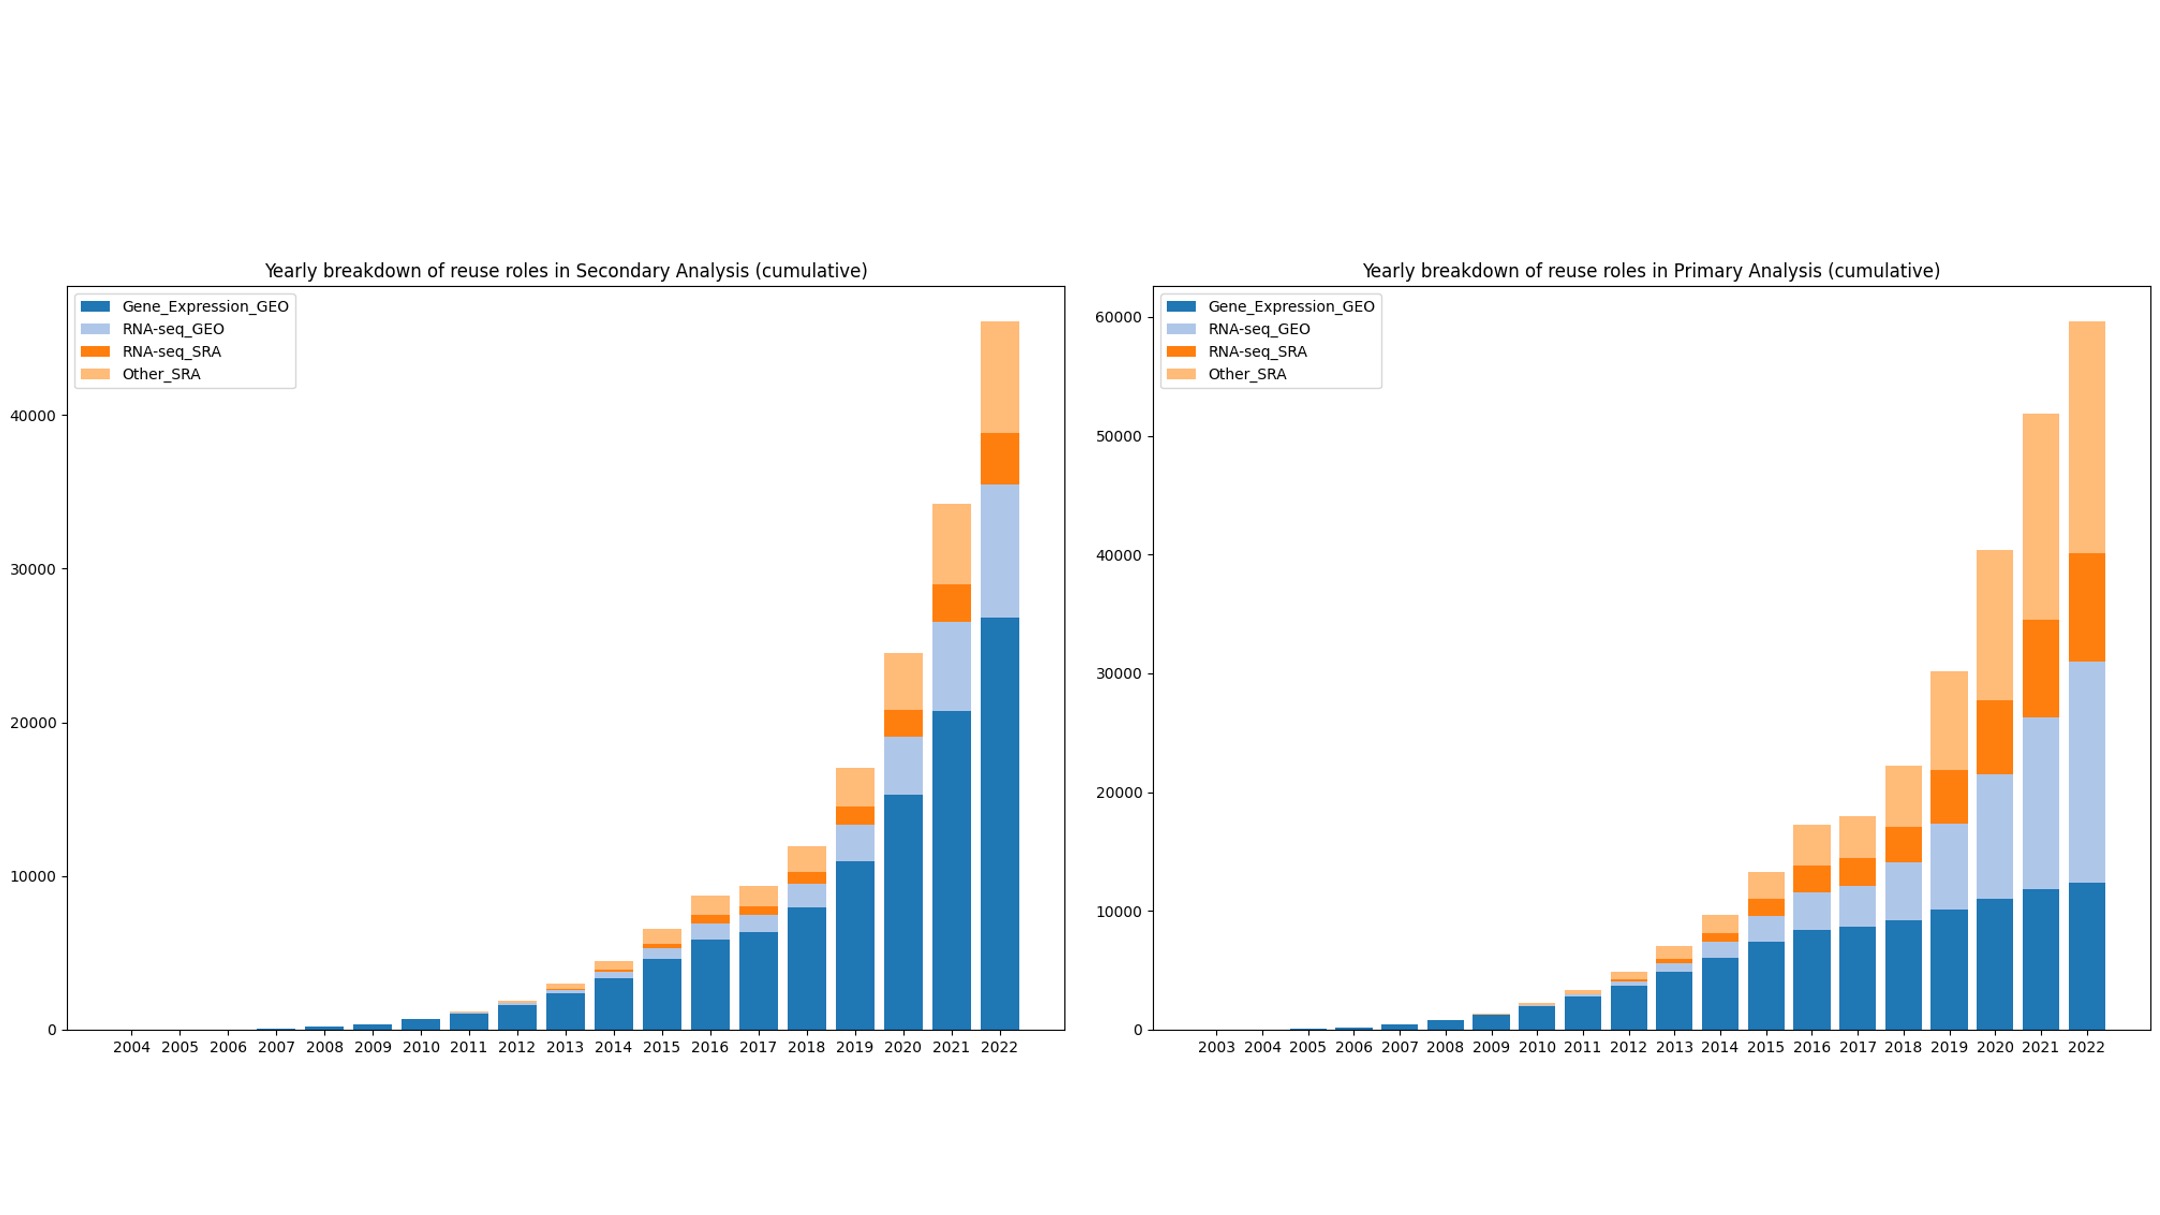 Yearly breakdown of reuse roles in Secondary Analysis (cumulative)
Gene_Expression_GEO
RNA-seq_GEO
RNA-seq_SRA
Other_SRA
40000
30000
20000
10000
0
2004 2005 2006 2007 2008 2009 2010 2011 2012 2013 2014 2015 2016 2017 2018 2019 2020 2021 2022
Yearly breakdown of reuse roles in Primary Analysis (cumulative)
Gene_Expression_GEO
RNA-seq_GEO
RNA-seq_SRA
Other_SRA
60000
50000
40000
30000
20000
10000
0
2003 2004 2005 2006 2007 2008 2009 2010 2011 2012 2013 2014 2015 2016 2017 2018 2019 2020 2021 2022